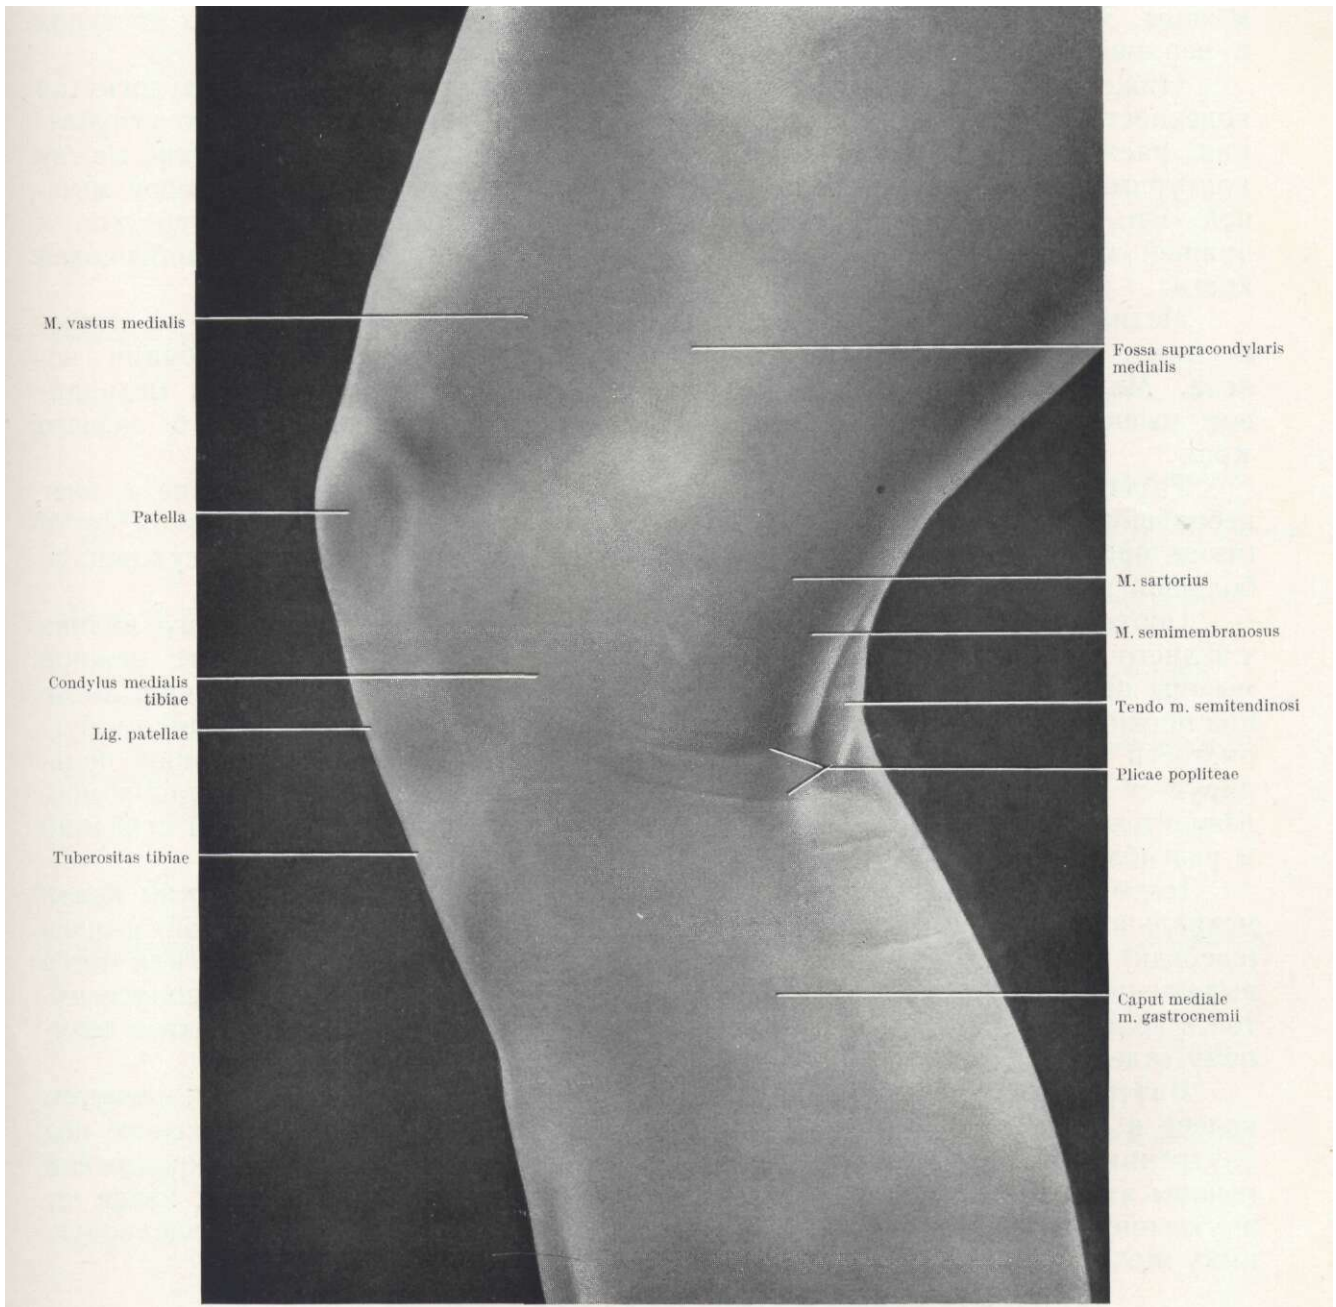 M. vastus medialis
Patella
Condylus medialis
tibiae
Lig. patellae
Tuberositas tibiae
Fossa supracondylaris
medialis
M. sartorius
M. semimembranosus
Tendo m. semitendinosi
Plicae popliteae
Caput mediale
m. gastrocnemii